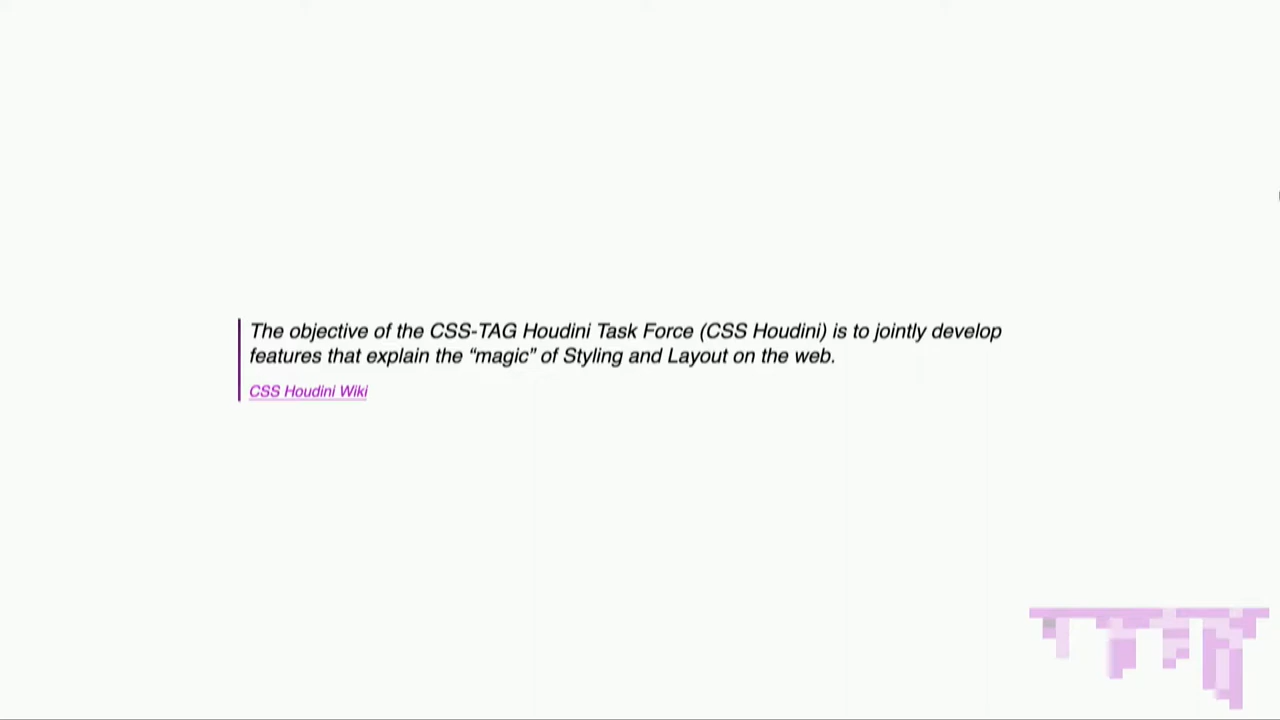 The objective of the CSS-TAG Houdini Task Force (CSS Houdini) is to jointly develop
features that explain the “magic” of Styling and Layout on the web.
CSS Houdini Wiki